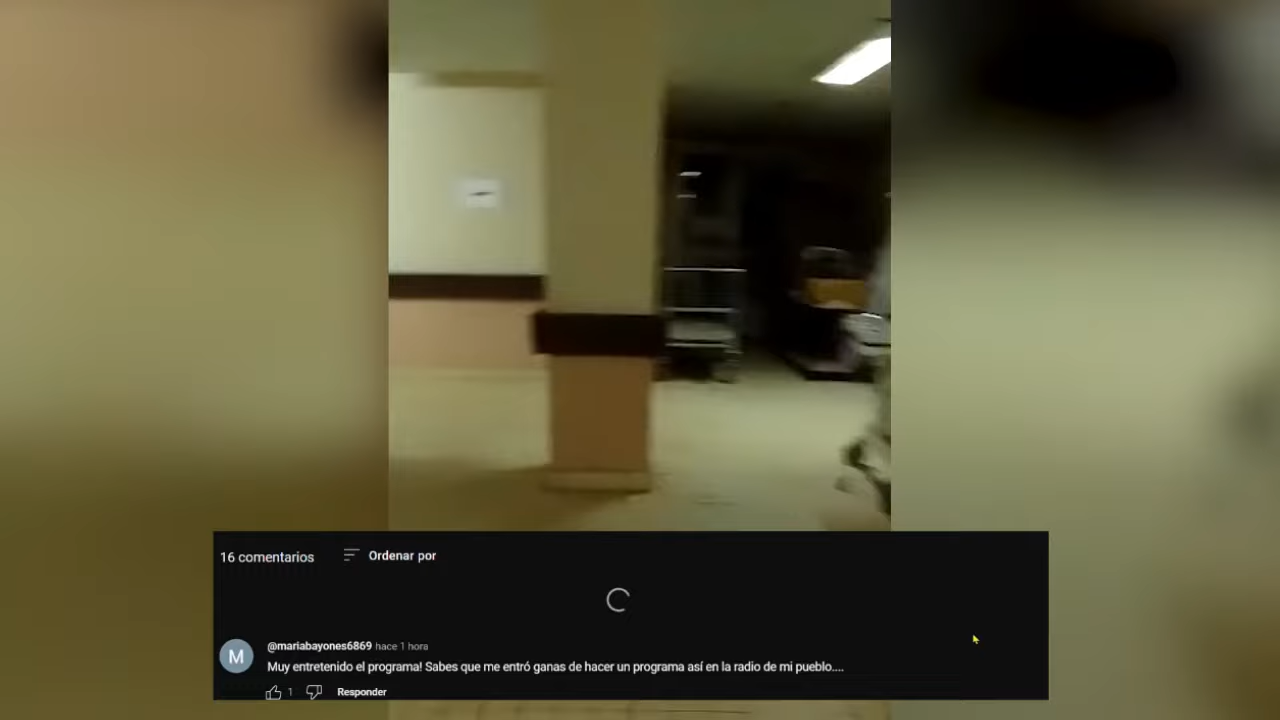 16 comentarios
Ordenar por
@mariabayones6869 hace 1 hora
Muy entretenido el programa! Sabes que me entró ganas de hacer un programa así en la radio de mi pueblo....
M
1
Responder